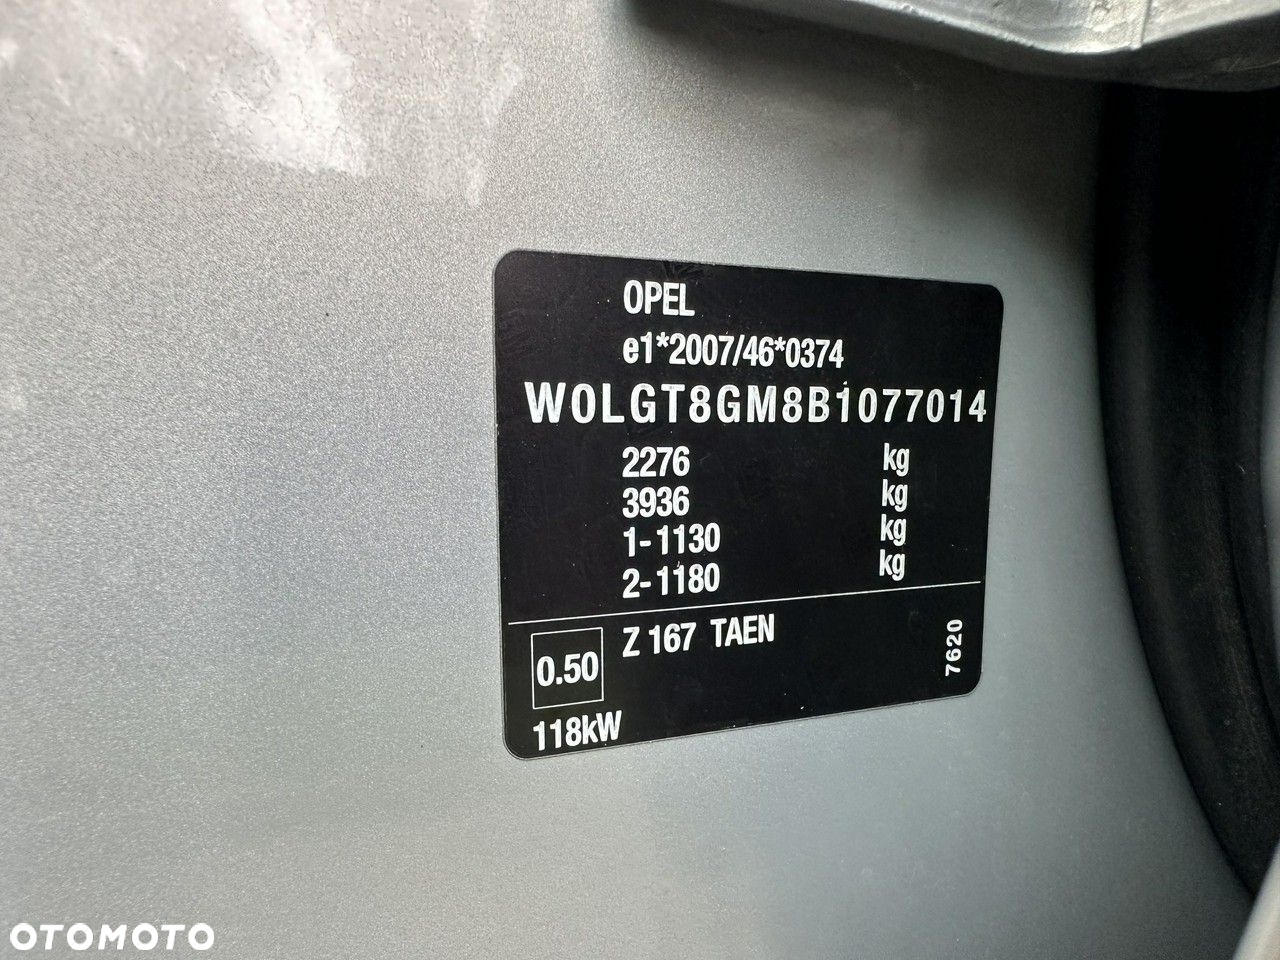 OPEL
e1*2007/46*0374
W0LGT8GM8B1077014
2276 kg
3936 kg
1-1130 kg
2-1180 kg
0.50 Z 167 TAEN
7620
118kW
OTOMOTO